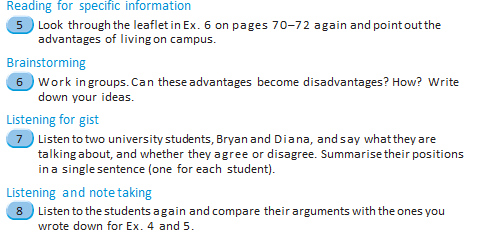 Reading for specific information
5 Look through the leaflet in Ex. 6 on pages 70–72 again and point out the
advantages of living on campus.
Brainstorming
6 Work in groups. Can these advantages become disadvantages? How? Write
down your ideas.
Listening for gist
7 Listen to two university students, Bryan and Diana, and say what they are
talking about, and whether they agree or disagree. Summarise their positions
in a single sentence (one for each student).
Listening and note taking
8 Listen to the students again and compare their arguments with the ones you
wrote down for Ex. 4 and 5.